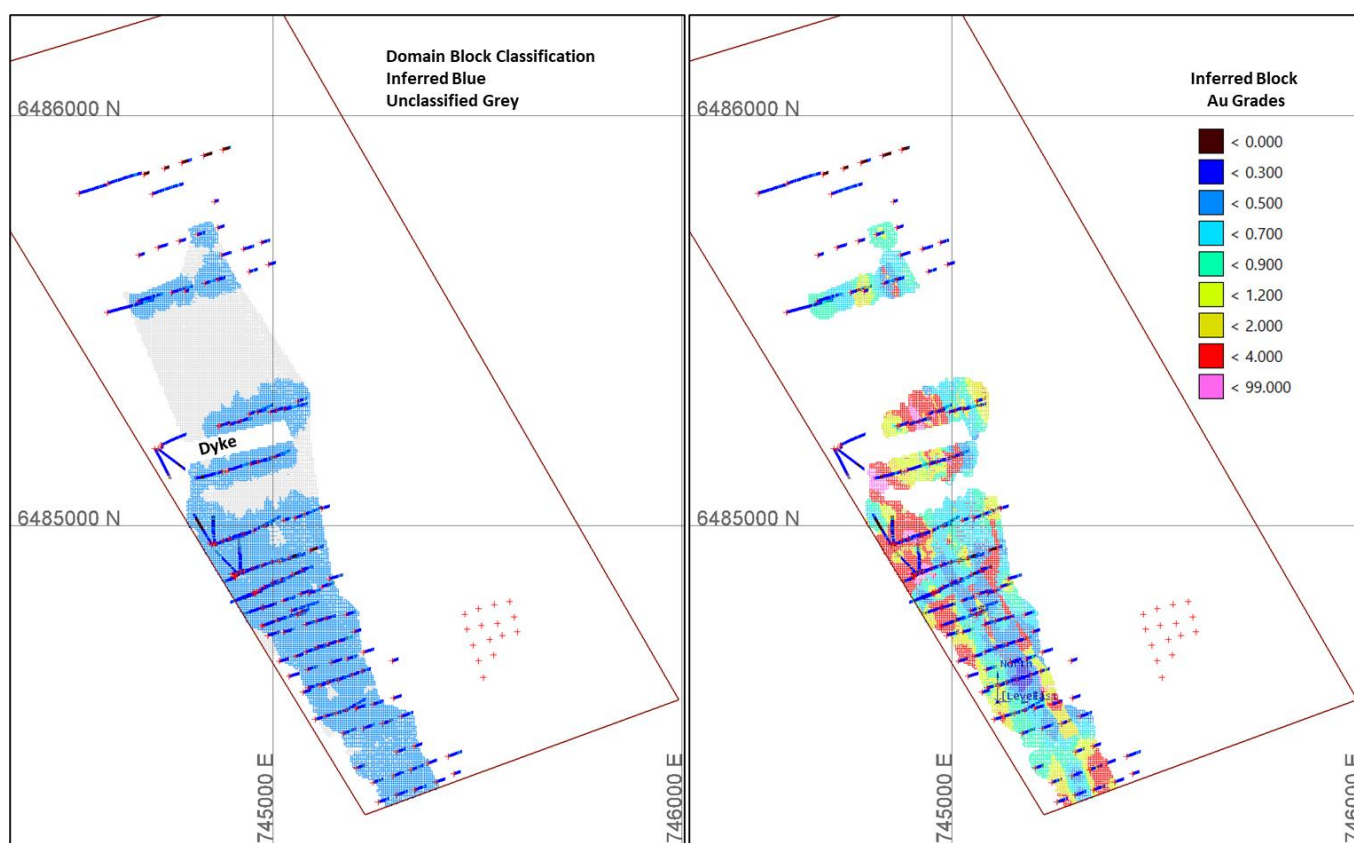 Domain Block Classification
Inferred Blue
Unclassified Grey
6486000 N
Dyke
6485000 N
745000 E
746000 E
Inferred Block
Au Grades
6486000 N
< 0.000
< 0.300
< 0.500
< 0.700
< 0.900
< 1.200
< 2.000
< 4.000
< 99.000
6485000 N
North
745000 E
746000 E